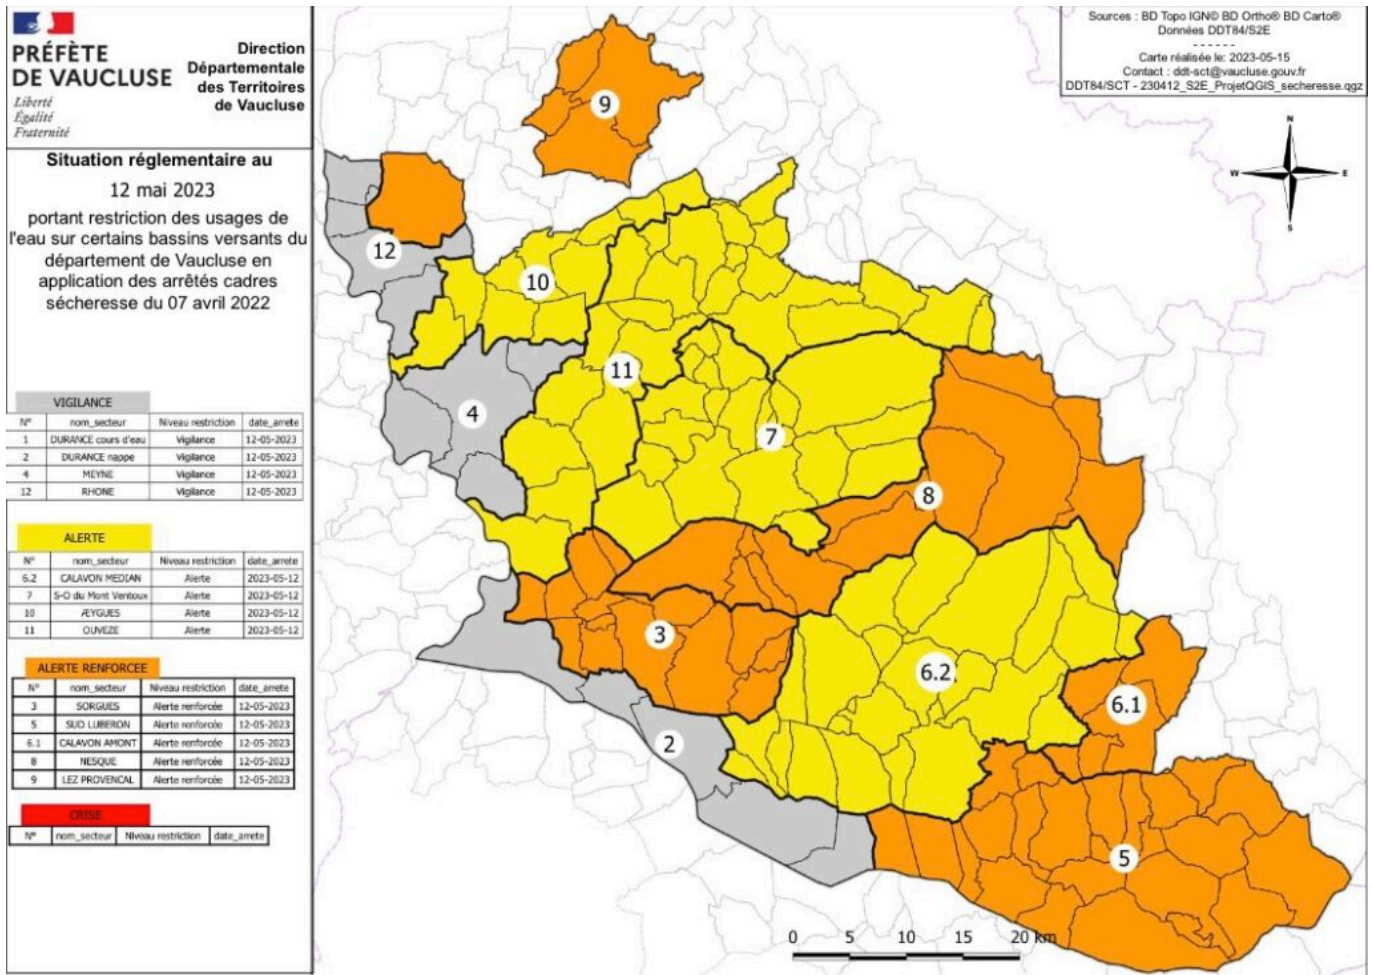 PRÉFÈTE
DE VAUCLUSE
Liberté
Égalité
Fraternité
Direction
Départementale
des Territoires
de Vaucluse
Situation réglementaire au
12 mai 2023
portant restriction des usages de
l'eau sur certains bassins versants du
département de Vaucluse en
application des arrêtés cadres
sécheresse du 07 avril 2022
VIGILANCE
N° nom_secteur Niveau restriction date_arrete
1 DURANCE cours d'eau Vigilance 12-05-2023
2 DURANCE nappe Vigilance 12-05-2023
4 MEYNE Vigilance 12-05-2023
12 RHONE Vigilance 12-05-2023
ALERTE
N° nom_secteur Niveau restriction date_arrete
6.2 CALAVON MEDIAN Alerte 2023-05-12
7 S-O du Mont Ventoux Alerte 2023-05-12
10 ÆYGUES Alerte 2023-05-12
11 OUVEZE Alerte 2023-05-12
ALERTE RENFORCEE
N° nom_secteur Niveau restriction date_arrete
3 SORGUES Alerte renforcée 12-05-2023
5 SUD LUBERON Alerte renforcée 12-05-2023
6.1 CALAVON AMONT Alerte renforcée 12-05-2023
8 NESQUE Alerte renforcée 12-05-2023
9 LEZ PROVENCAL Alerte renforcée 12-05-2023
CRISE
N° nom_secteur Niveau restriction date_arrete
Sources : BD Topo IGN© BD Ortho® BD Carto®
Données DDT84/S2E
- - - - - -
Carte réalisée le: 2023-05-15
Contact : ddt-sct@vaucluse.gouv.fr
DDT84/SCT - 230412_S2E_ProjetQGIS_secheresse.qgz
N
W E
S
9
12
10
11
4
7
8
3
6.2
6.1
2
5
0 5 10 15 20 km